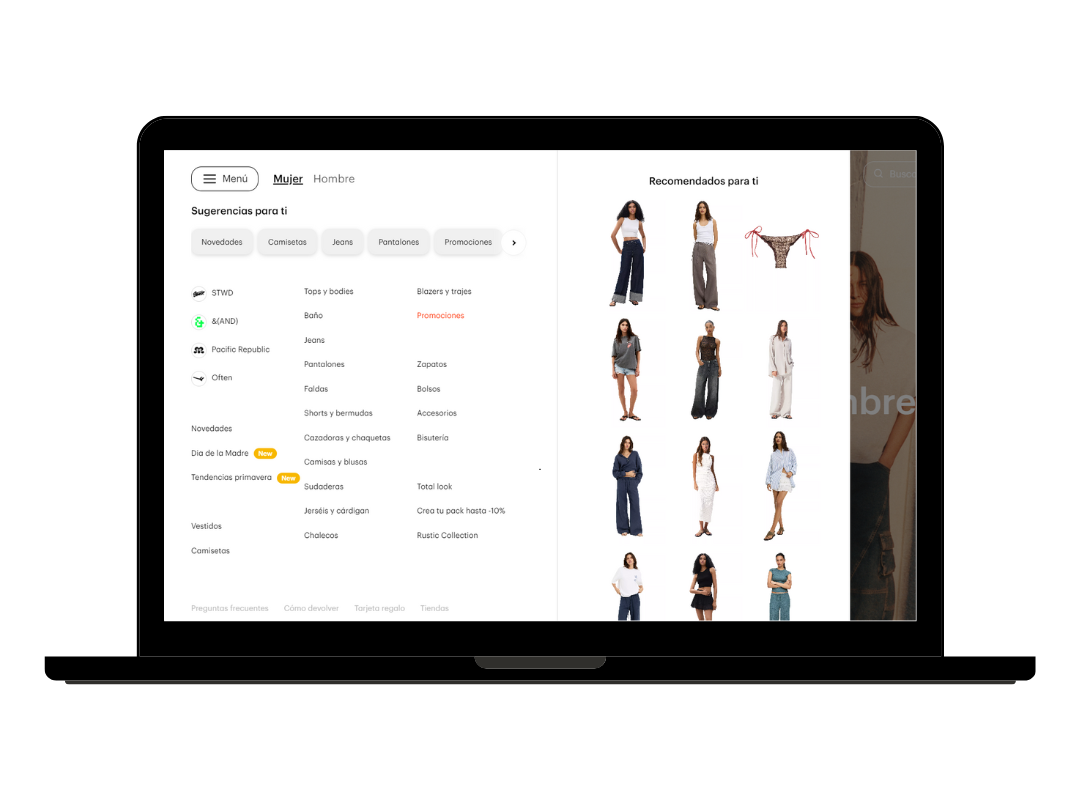 Menú
Mujer
Hombre
Sugerencias para ti
Novedades
Camisetas
Jeans
Pantalones
Promociones
STWD
&(AND)
Pacific Republic
Often
Novedades
Día de la Madre New
Tendencias primavera New
Vestidos
Camisetas
Tops y bodies
Baño
Jeans
Pantalones
Faldas
Shorts y bermudas
Cazadoras y chaquetas
Camisas y blusas
Sudaderas
Jerséis y cárdigan
Chalecos
Blazers y trajes
Promociones
Zapatos
Bolsos
Accesorios
Bisutería
Total look
Crea tu pack hasta -10%
Rustic Collection
Preguntas frecuentes
Cómo devolver
Tarjeta regalo
Tiendas
Recomendados para ti